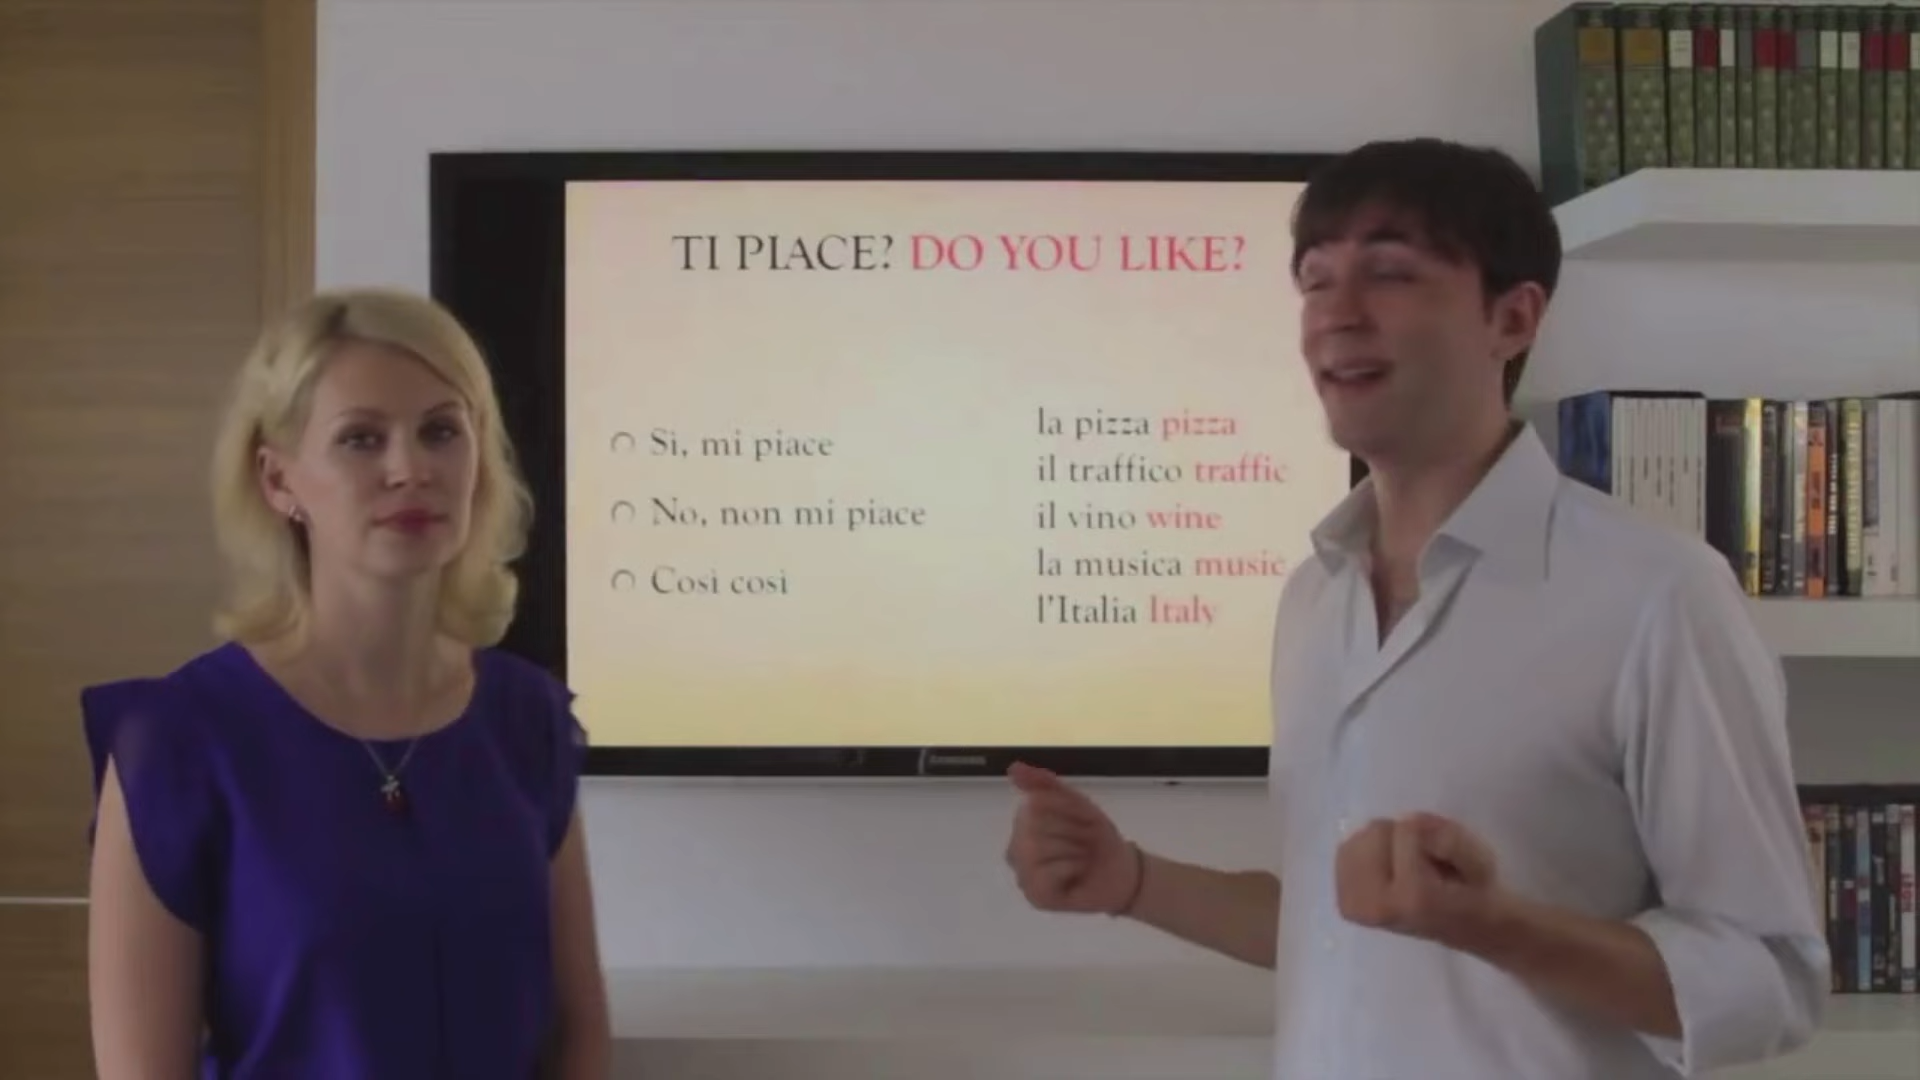 TI PIACE? DO YOU LIKE?
Si, mi piace
No, non mi piace
Cosi cosi
la pizza pizza
il traffico traffic
il vino wine
la musica music
l'Italia Italy